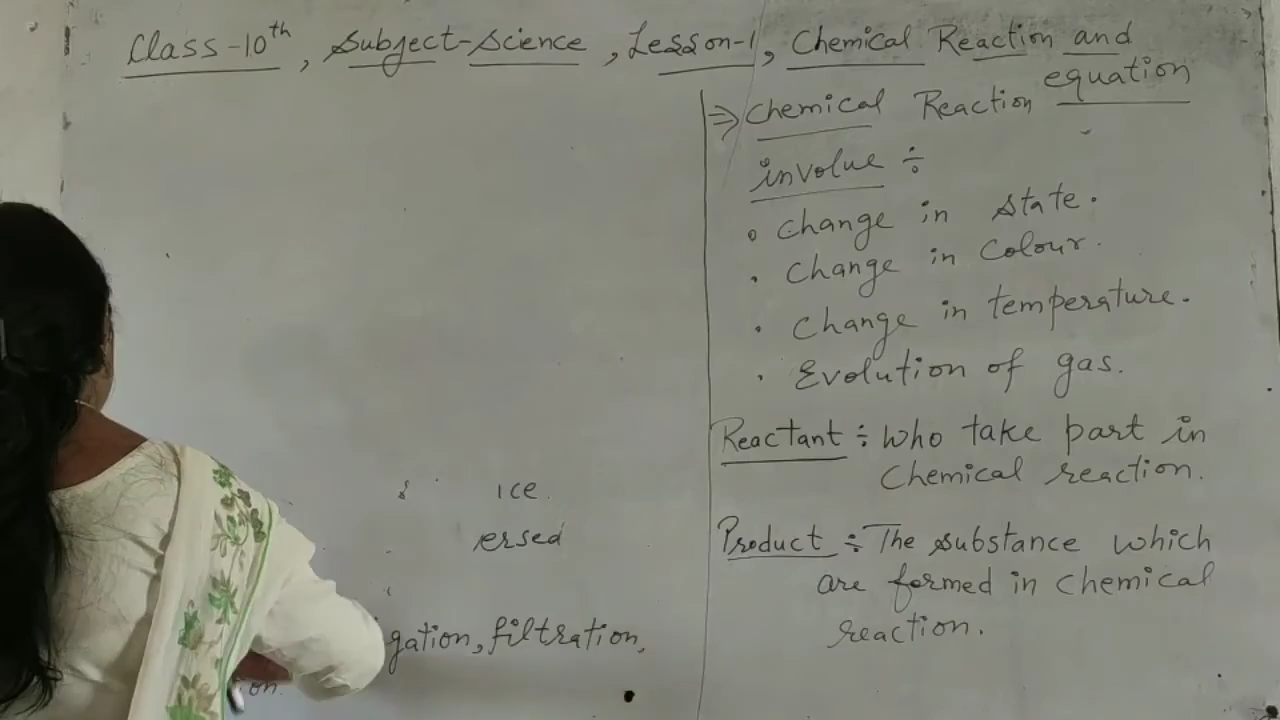 Class-10th, Subject-Science, Lesson-1, Chemical Reaction and equation
ice.
ersed
gation, filtration,
on.
⇒ Chemical Reaction
involve ÷
• Change in state.
• Change in Colour.
• Change in temperature.
• Evolution of gas.
Reactant ÷ Who take part in
Chemical reaction.
Product ÷ The substance which
are formed in chemical
reaction.